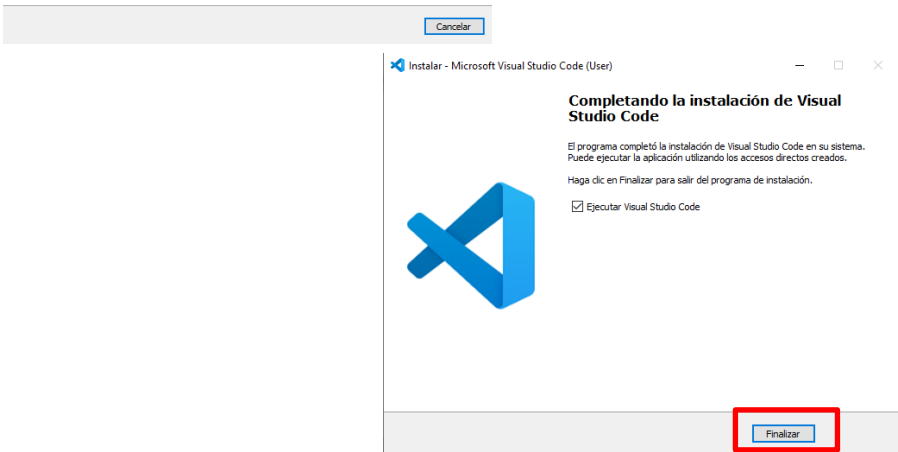 Cancelar
Instalar - Microsoft Visual Studio Code (User)
Completando la instalación de Visual
Studio Code
El programa completó la instalación de Visual Studio Code en su sistema.
Puede ejecutar la aplicación utilizando los accesos directos creados.
Haga clic en Finalizar para salir del programa de instalación.
Ejecutar Visual Studio Code
Finalizar